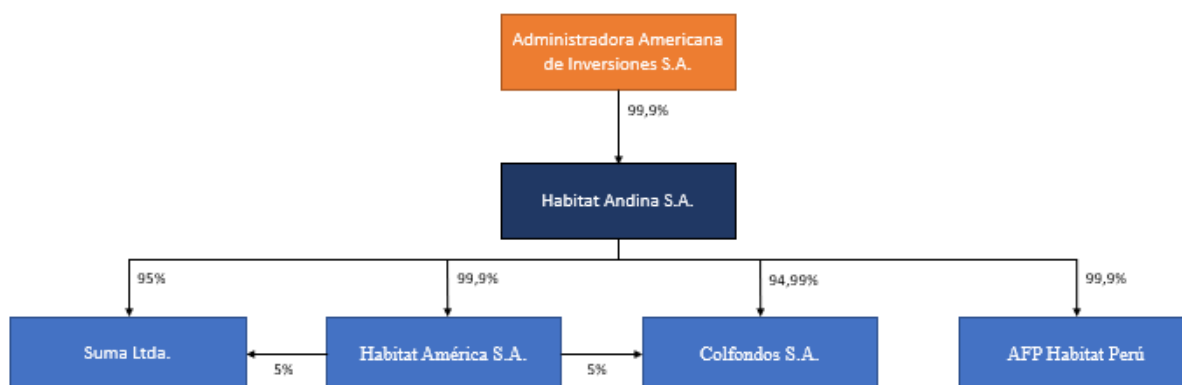 Administradora Americana
de Inversiones S.A.
99,9%
Habitat Andina S.A.
95%
99,9%
94,99%
99,9%
Suma Ltda.
5%
Habitat América S.A.
5%
Colfondos S.A.
AFP Habitat Perú